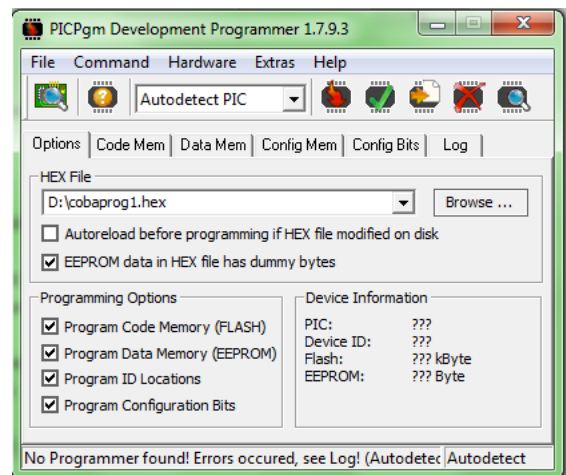 PICPgm Development Programmer 1.7.9.3
File Command Hardware Extras Help
Autodetect PIC
Options Code Mem Data Mem Config Mem Config Bits Log
HEX File
D:\cobaprog1.hex Browse ...
Autoreload before programming if HEX file modified on disk
EEPROM data in HEX file has dummy bytes
Programming Options
Program Code Memory (FLASH)
Program Data Memory (EEPROM)
Program ID Locations
Program Configuration Bits
Device Information
PIC: ???
Device ID: ???
Flash: ??? kByte
EEPROM: ??? Byte
No Programmer found! Errors occured, see Log! (Autodetec Autodetect